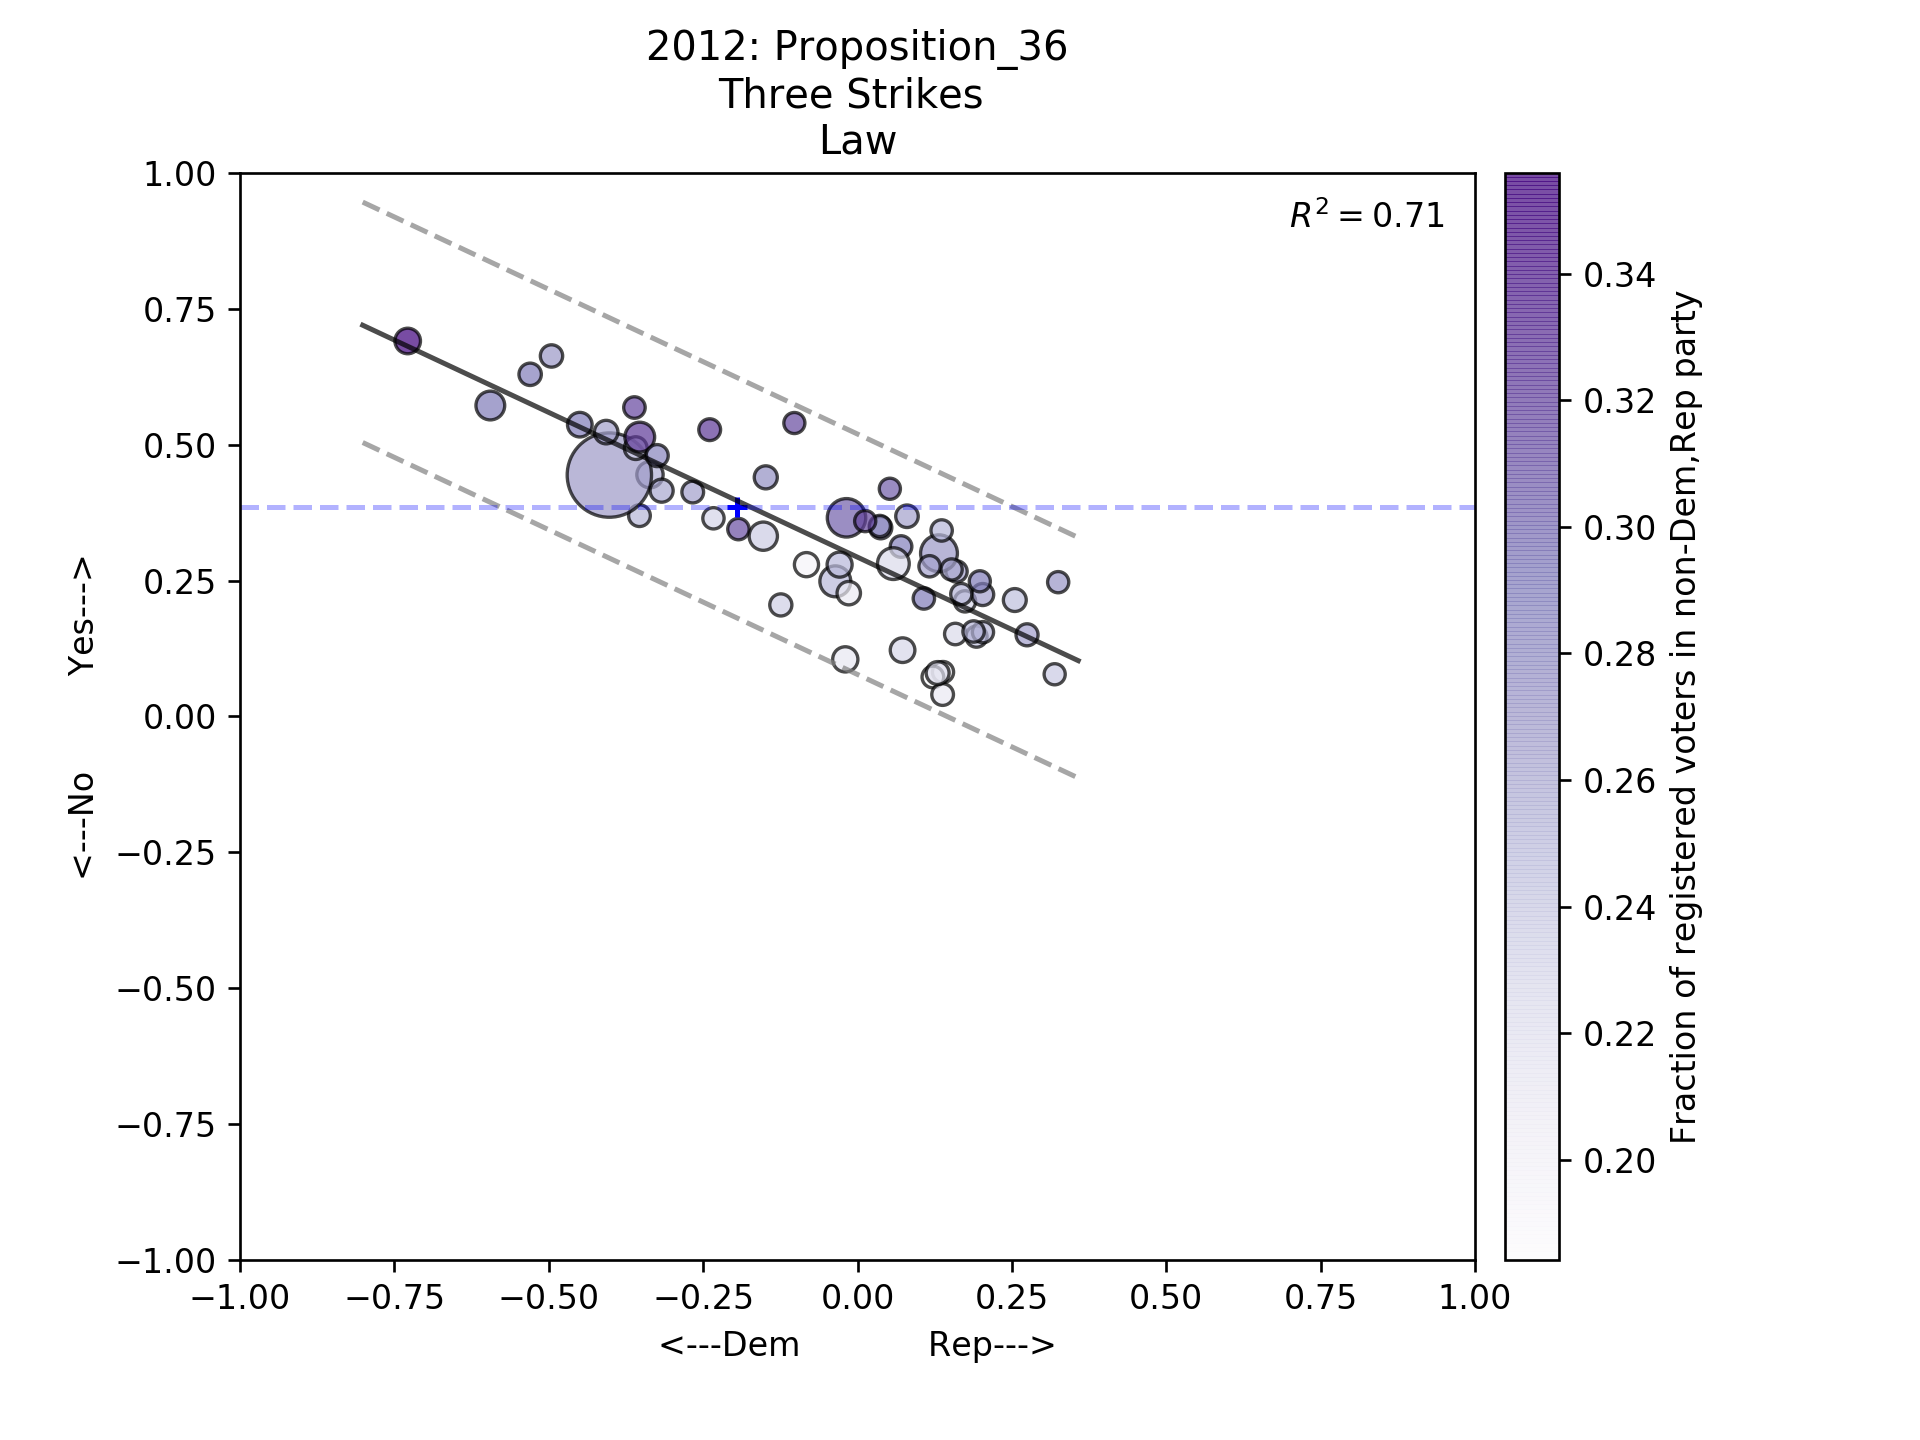 2012: Proposition_36
Three Strikes
Law
R² = 0.71
1.00
0.75
0.50
0.25
0.00
−0.25
−0.50
−0.75
−1.00
<---No Yes--->
−1.00 −0.75 −0.50 −0.25 0.00 0.25 0.50 0.75 1.00
<---Dem Rep--->
0.34
0.32
0.30
0.28
0.26
0.24
0.22
0.20
Fraction of registered voters in non-Dem,Rep party